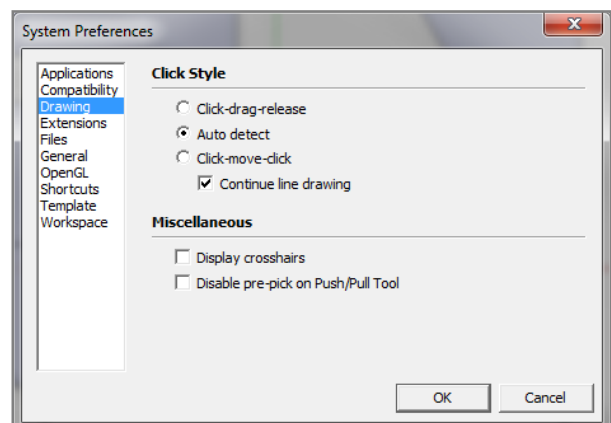 System Preferences
Applications
Compatibility
Drawing
Extensions
Files
General
OpenGL
Shortcuts
Template
Workspace
Click Style
Click-drag-release
Auto detect
Click-move-click
Continue line drawing
Miscellaneous
Display crosshairs
Disable pre-pick on Push/Pull Tool
OK
Cancel